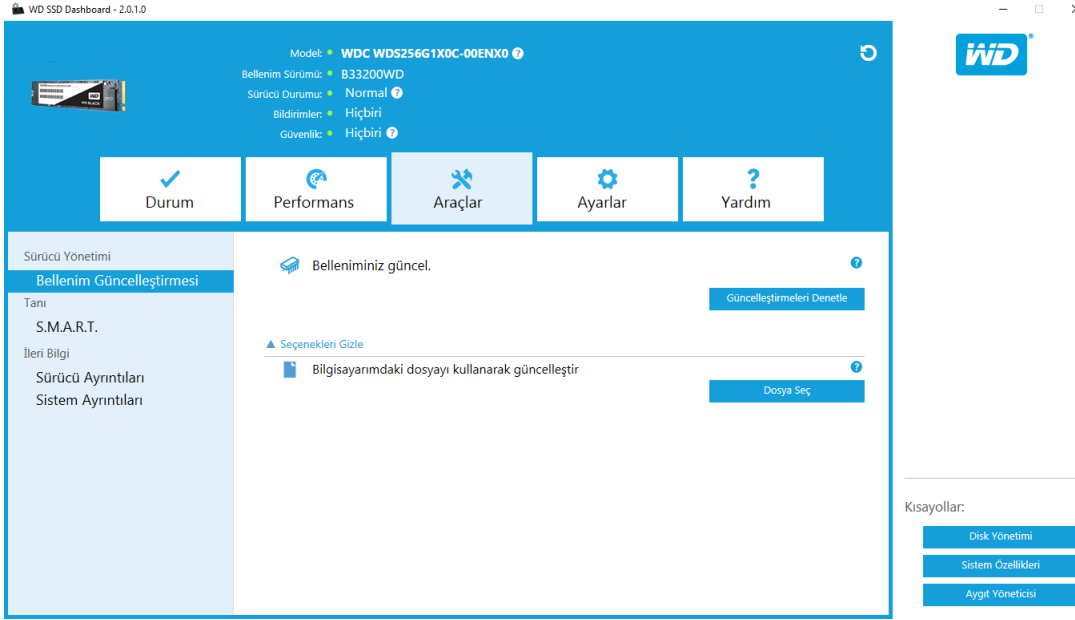 WD SSD Dashboard - 2.0.1.0
WD
Model: WDC WDS256G1X0C-00ENX0
Bellenim Sürümü: B33200WD
Sürücü Durumu: Normal
Bildirimler: Hiçbiri
Güvenlik: Hiçbiri
Durum
Performans
Araçlar
Ayarlar
Yardım
Sürücü Yönetimi
Bellenim Güncelleştirmesi
Tanı
S.M.A.R.T.
İleri Bilgi
Sürücü Ayrıntıları
Sistem Ayrıntıları
Belleniminiz güncel.
Güncelleştirmeleri Denetle
Seçenekleri Gizle
Bilgisayarımdaki dosyayı kullanarak güncelleştir
Dosya Seç
Kısayollar:
Disk Yönetimi
Sistem Özellikleri
Aygıt Yöneticisi